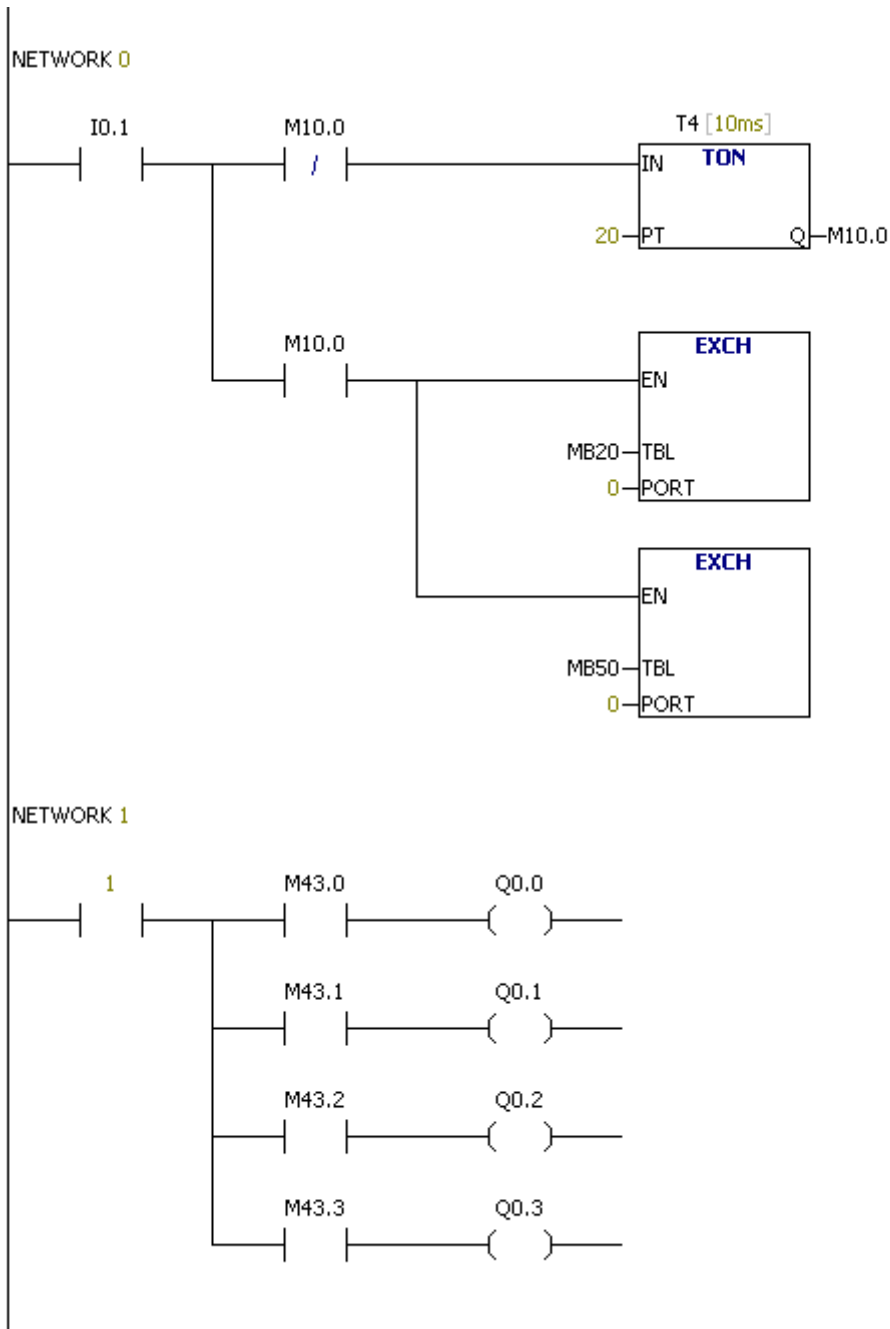 NETWORK 0
I0.1 M10.0 T4 [10ms]
/ IN TON
20 PT Q M10.0
M10.0 EXCH
EN
MB20 TBL
0 PORT
EXCH
EN
MB50 TBL
0 PORT
NETWORK 1
1 M43.0 Q0.0
M43.1 Q0.1
M43.2 Q0.2
M43.3 Q0.3